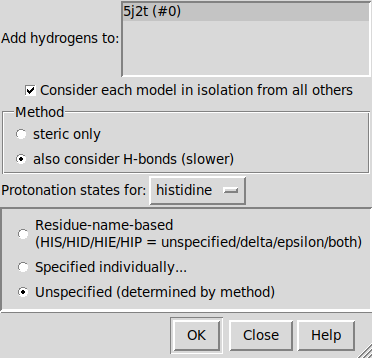 5j2t (#0)
Add hydrogens to:
Consider each model in isolation from all others
Method
steric only
also consider H-bonds (slower)
Protonation states for: histidine
Residue-name-based
(HIS/HID/HIE/HIP = unspecified/delta/epsilon/both)
Specified individually...
Unspecified (determined by method)
OK Close Help